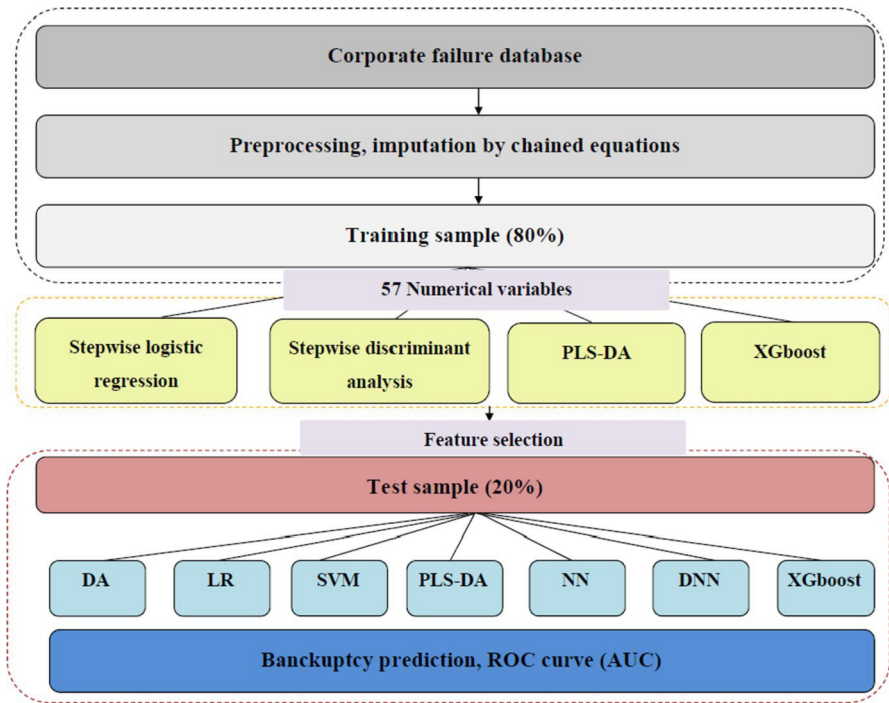 Corporate failure database
Preprocessing, imputation by chained equations
Training sample (80%)
57 Numerical variables
Stepwise logistic
regression
Stepwise discriminant
analysis
PLS-DA
XGboost
Feature selection
Test sample (20%)
DA
LR
SVM
PLS-DA
NN
DNN
XGboost
Banckuptcy prediction, ROC curve (AUC)